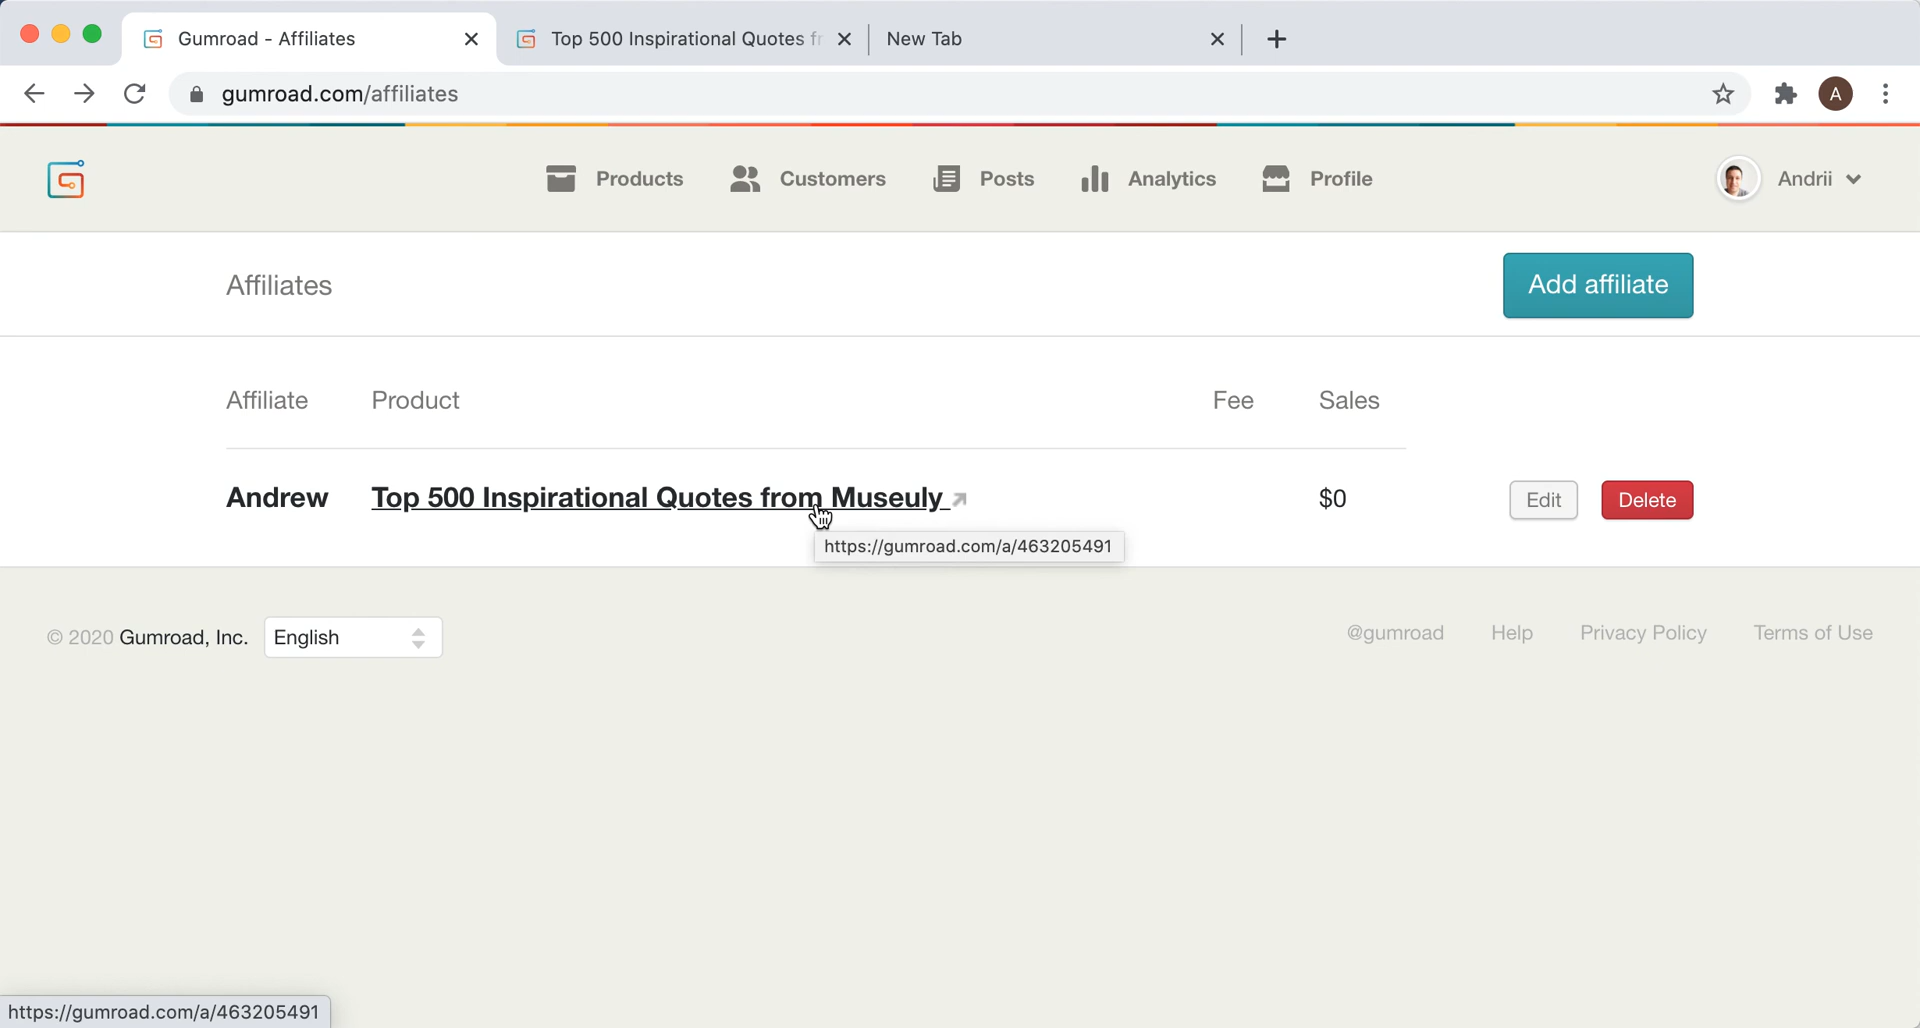 Gumroad - Affiliates
Top 500 Inspirational Quotes fr
New Tab
gumroad.com/affiliates
A
Products
Customers
Posts
Analytics
Profile
Andrii
Affiliates
Add affiliate
Affiliate Product Fee Sales
Andrew Top 500 Inspirational Quotes from Museuly $0 Edit Delete
https://gumroad.com/a/463205491
© 2020 Gumroad, Inc. English
@gumroad Help Privacy Policy Terms of Use
https://gumroad.com/a/463205491